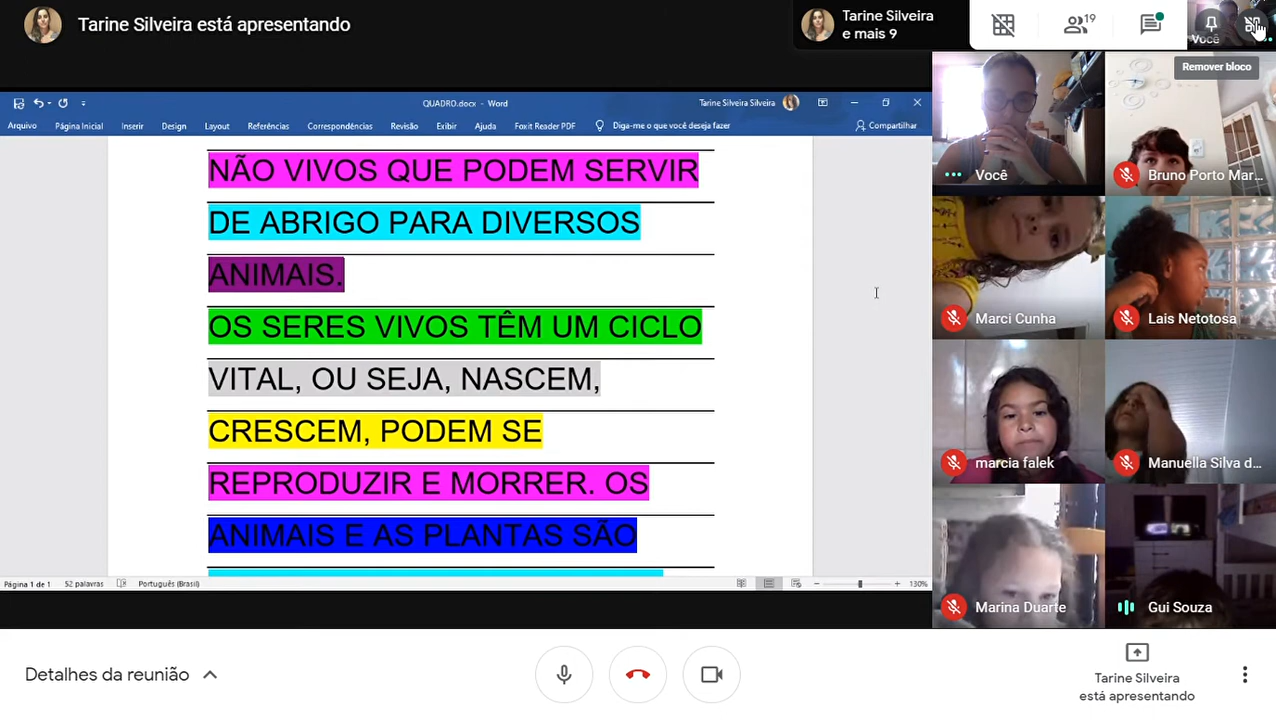 Tarine Silveira está apresentando
Tarine Silveira
e mais 9
19
Você
Remover bloco
QUADRO.docx - Word
Tarine Silveira Silveira
Arquivo Página Inicial Inserir Design Layout Referências Correspondências Revisão Exibir Ajuda Foxit Reader PDF Diga-me o que você deseja fazer Compartilhar
NÃO VIVOS QUE PODEM SERVIR
DE ABRIGO PARA DIVERSOS
ANIMAIS.
OS SERES VIVOS TÊM UM CICLO
VITAL, OU SEJA, NASCEM,
CRESCEM, PODEM SE
REPRODUZIR E MORRER. OS
ANIMAIS E AS PLANTAS SÃO
Página 1 de 1 52 palavras Português (Brasil) 130%
Você
Bruno Porto Mar...
Marci Cunha
Lais Netotosa
marcia falek
Manuella Silva d...
Marina Duarte
Gui Souza
Detalhes da reunião
Tarine Silveira
está apresentando